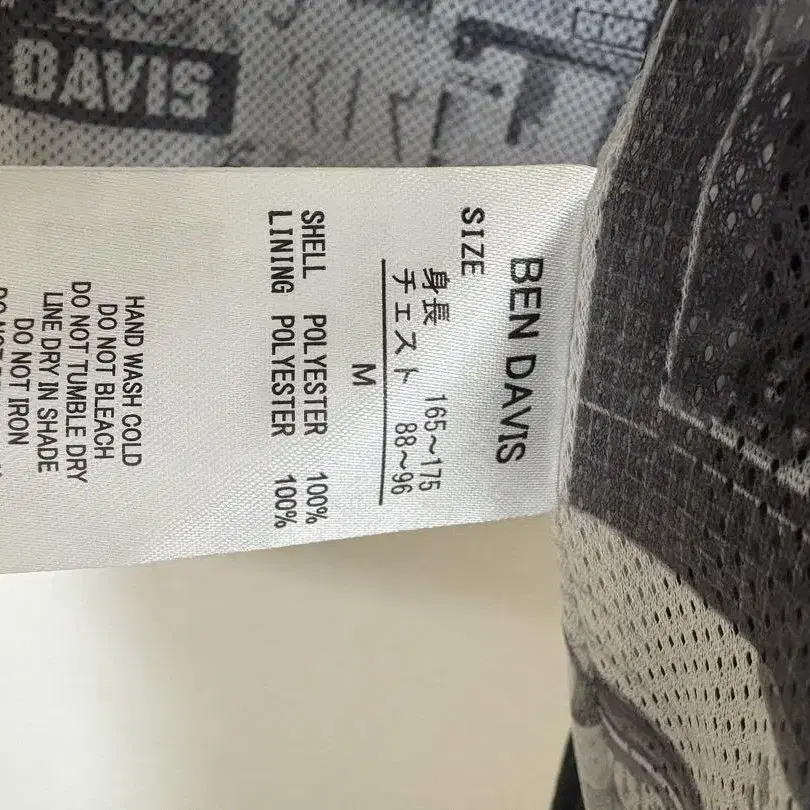 DAVIS
BEN DAVIS
SIZE
身長 165~175
チェスト 88~96
M
SHELL POLYESTER 100%
LINING POLYESTER 100%
HAND WASH COLD
DO NOT BLEACH
DO NOT TUMBLE DRY
LINE DRY IN SHADE
DO NOT IRON